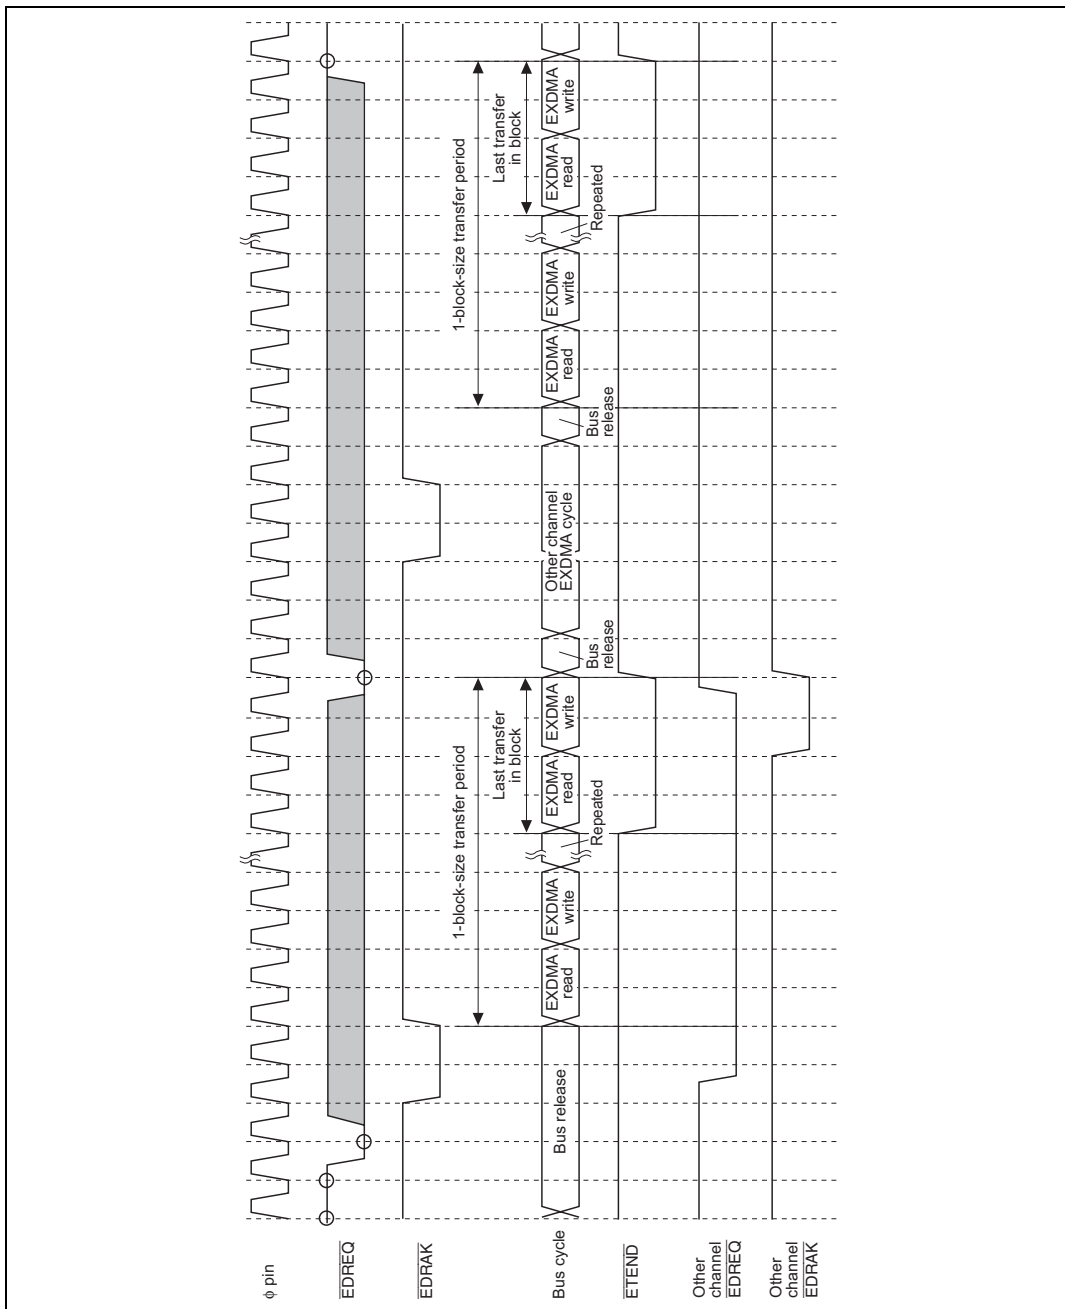 φ pin
EDREQ
EDRAK
1-block-size transfer period
1-block-size transfer period
Last transfer
in block
Last transfer
in block
Bus cycle
Bus release
EXDMA
read
EXDMA
write
Repeated
EXDMA
read
EXDMA
write
Bus
release
Other channel
EXDMA cycle
Bus
release
EXDMA
read
EXDMA
write
Repeated
EXDMA
read
EXDMA
write
ETEND
Other
channel
EDREQ
Other
channel
EDRAK